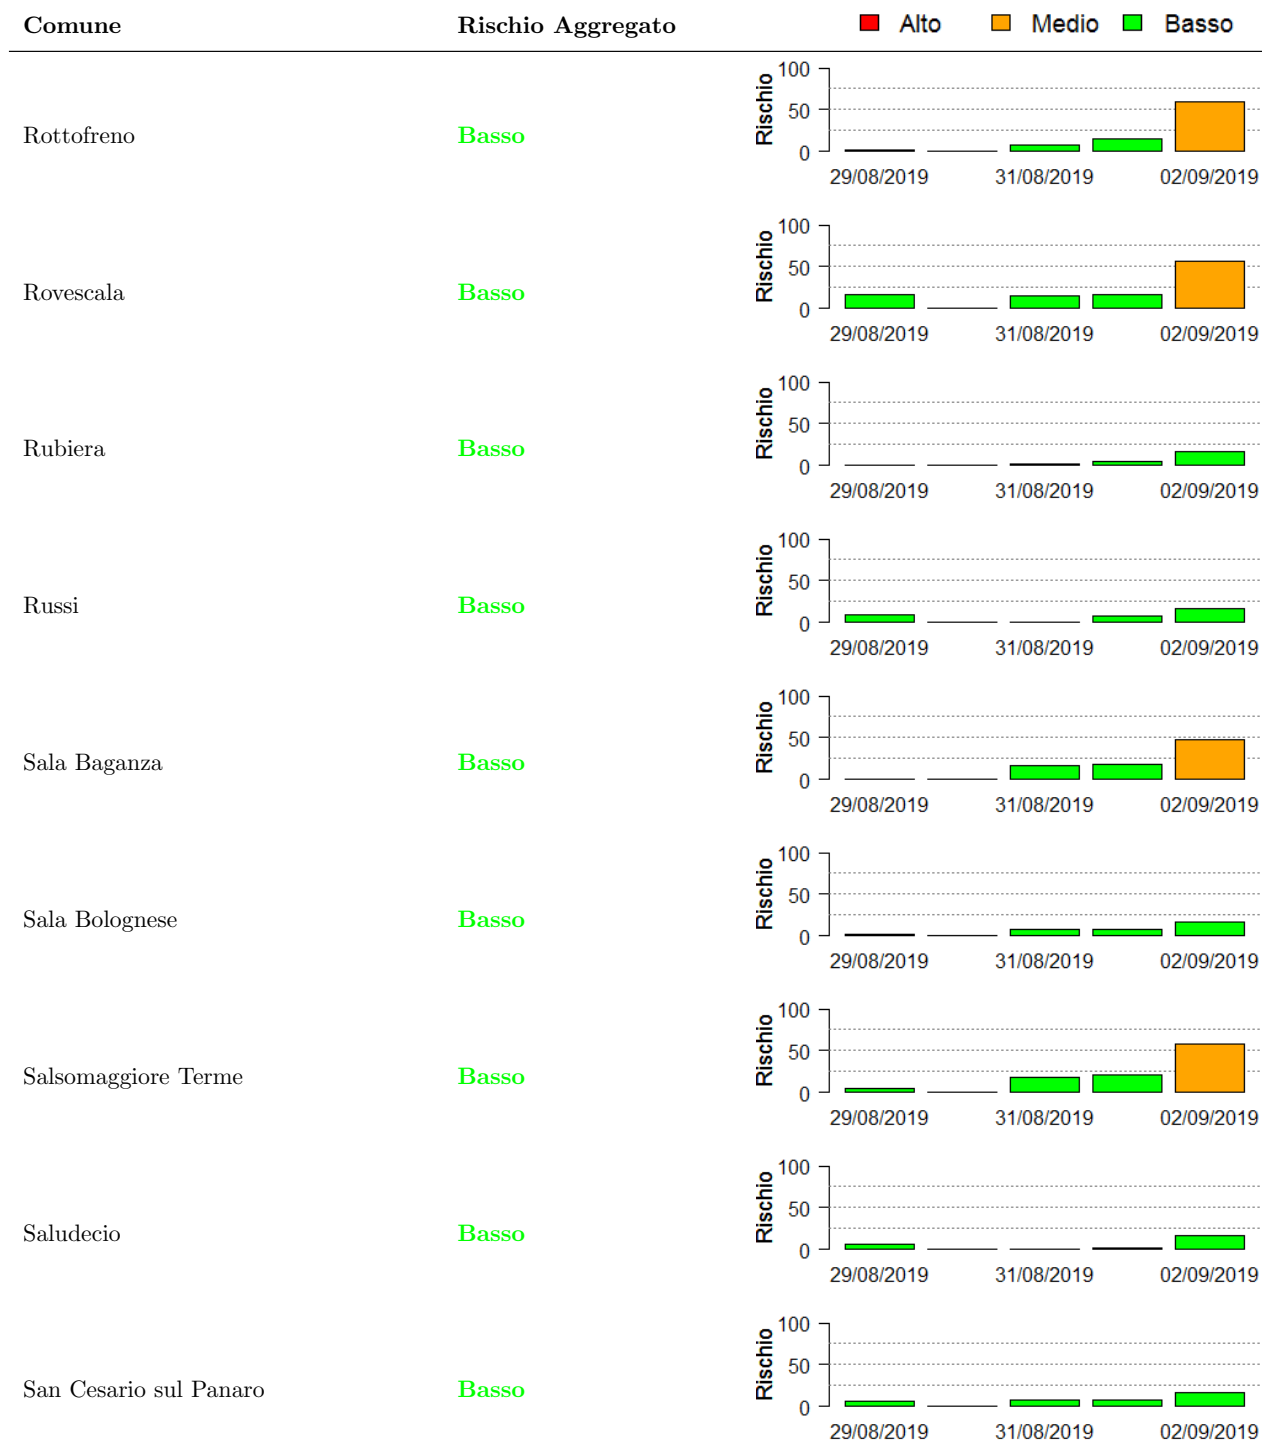 Comune Rischio Aggregato Alto Medio Basso
Rottofreno Basso
Rischio
100
50
0
29/08/2019 31/08/2019 02/09/2019
Rovescala Basso
Rischio
100
50
0
29/08/2019 31/08/2019 02/09/2019
Rubiera Basso
Rischio
100
50
0
29/08/2019 31/08/2019 02/09/2019
Russi Basso
Rischio
100
50
0
29/08/2019 31/08/2019 02/09/2019
Sala Baganza Basso
Rischio
100
50
0
29/08/2019 31/08/2019 02/09/2019
Sala Bolognese Basso
Rischio
100
50
0
29/08/2019 31/08/2019 02/09/2019
Salsomaggiore Terme Basso
Rischio
100
50
0
29/08/2019 31/08/2019 02/09/2019
Saludecio Basso
Rischio
100
50
0
29/08/2019 31/08/2019 02/09/2019
San Cesario sul Panaro Basso
Rischio
100
50
0
29/08/2019 31/08/2019 02/09/2019